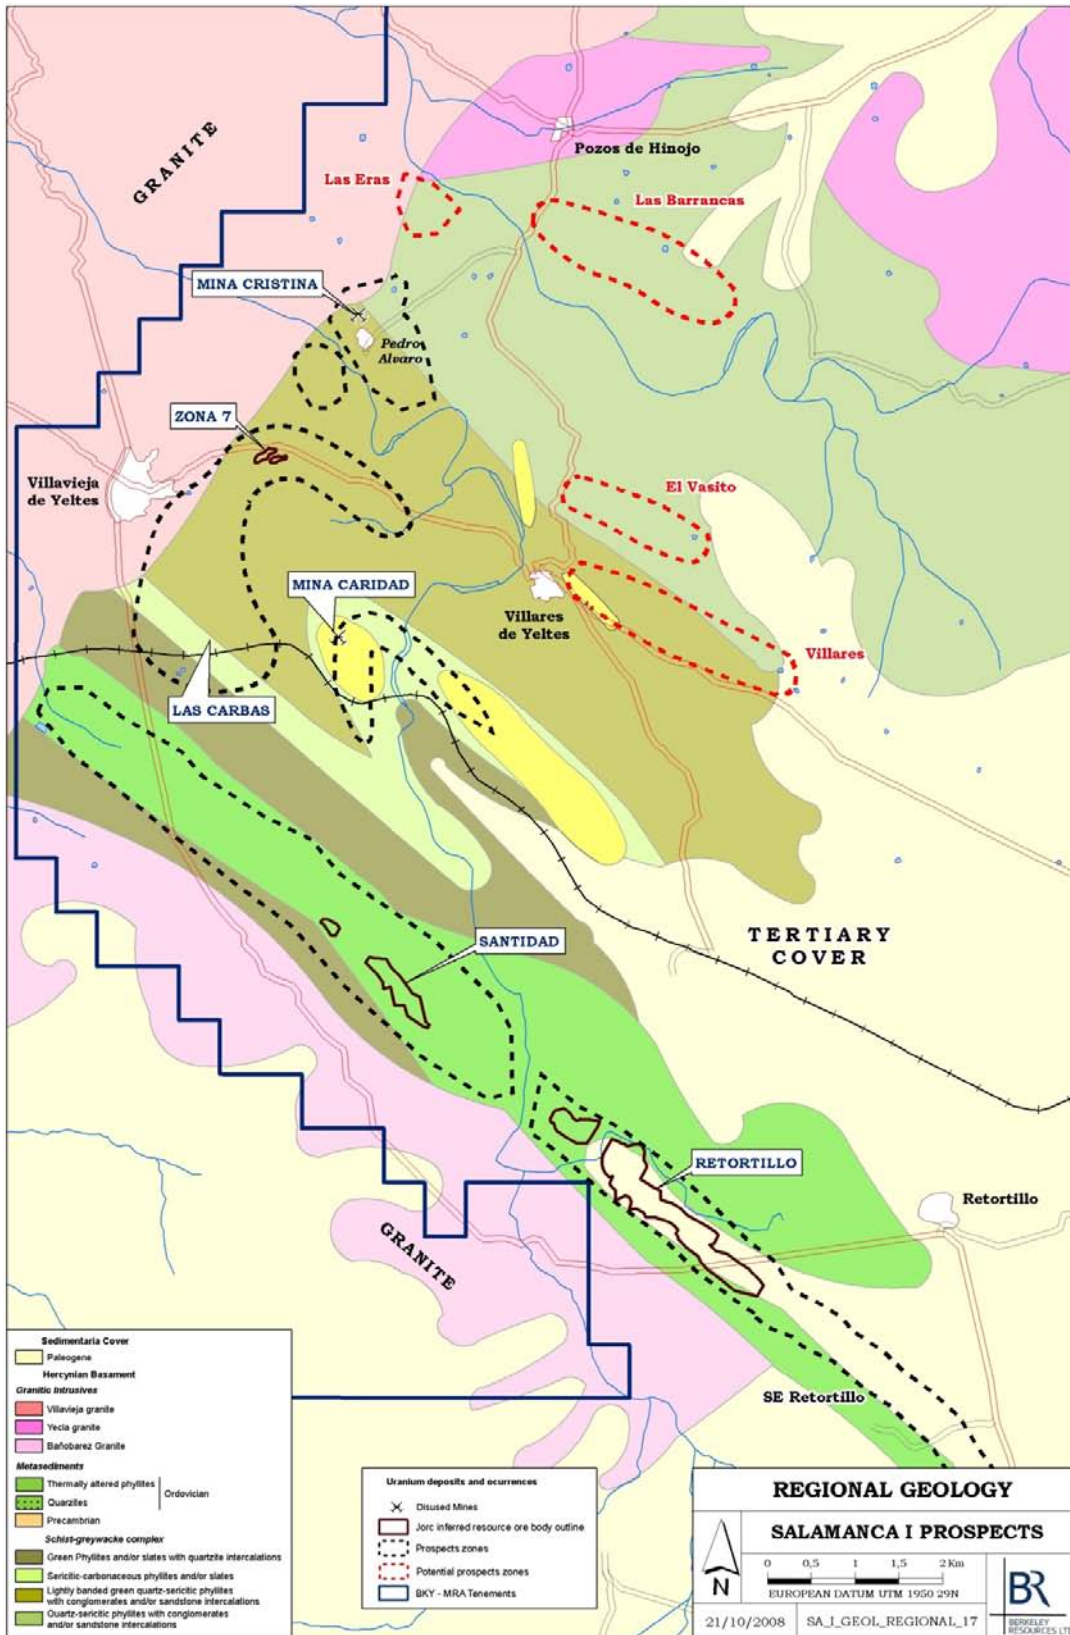 GRANITE
Pozos de Hinojo
Las Eras
Las Barrancas
MINA CRISTINA
Pedro
Alvaro
ZONA 7
Villavieja
de Yeltes
El Vasito
MINA CARIDAD
Villares
de Yeltes
Villares
LAS CARBAS
SANTIDAD
TERTIARY
COVER
RETORTILLO
Retortillo
GRANITE
SE Retortillo
Sedimentaria Cover
Paleogene
Hercynian Basament
Granitic Intrusives
Villavieja granite
Yecla granite
Bañobarez Granite
Metasediments
Thermally altered phyllites
Quarzites
Ordovician
Precambrian
Schist-greywacke complex
Green Phyllites and/or slates with quartzite intercalations
Sericitic-carbonaceous phyllites and/or slates
Lightly banded green quartz-sericitic phyllites
with conglomerates and/or sandstone intercalations
Quartz-sericitic phyllites with conglomerates
and/or sandstone intercalations
Uranium deposits and ocurrences
Disused Mines
Jorc inferred resource ore body outline
Prospects zones
Potential prospects zones
BKY - MRA Tenements
REGIONAL GEOLOGY
SALAMANCA I PROSPECTS
N
0 0,5 1 1,5 2 Km
EUROPEAN DATUM UTM 1950 29N
21/10/2008 SA_I_GEOL_REGIONAL_17
BR
BERKELEY
RESOURCES LTD